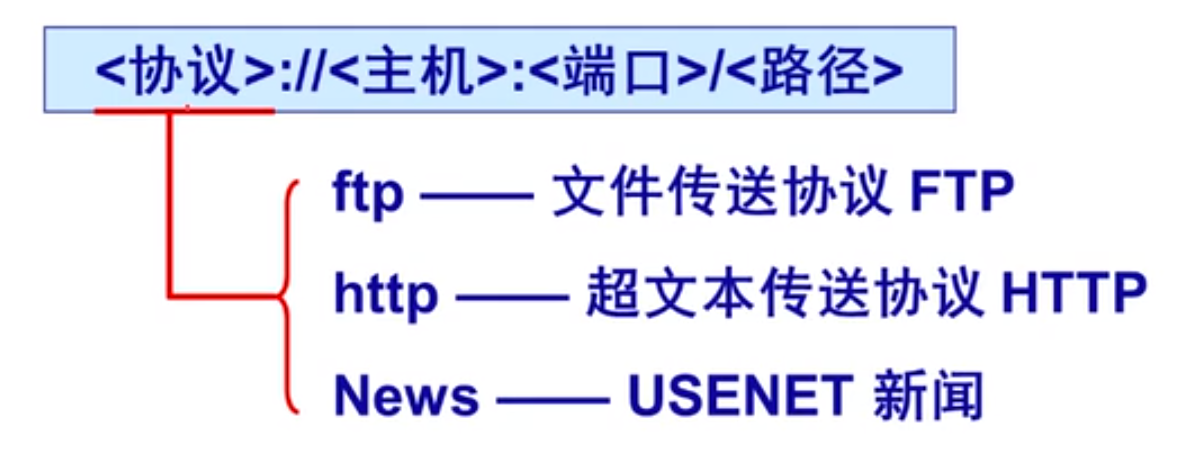 <协议>://<主机>:<端口>/<路径>
ftp —— 文件传送协议 FTP
http —— 超文本传送协议 HTTP
News —— USENET 新闻